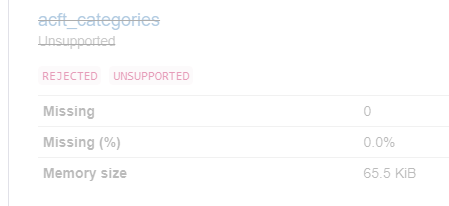 acft_categories
Unsupported
REJECTED UNSUPPORTED
Missing 0
Missing (%) 0.0%
Memory size 65.5 KiB